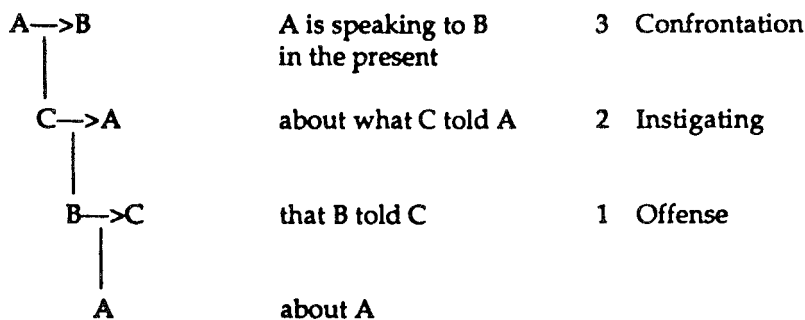 A—>B A is speaking to B 3 Confrontation
in the present
C—>A about what C told A 2 Instigating
B—>C that B told C 1 Offense
A about A